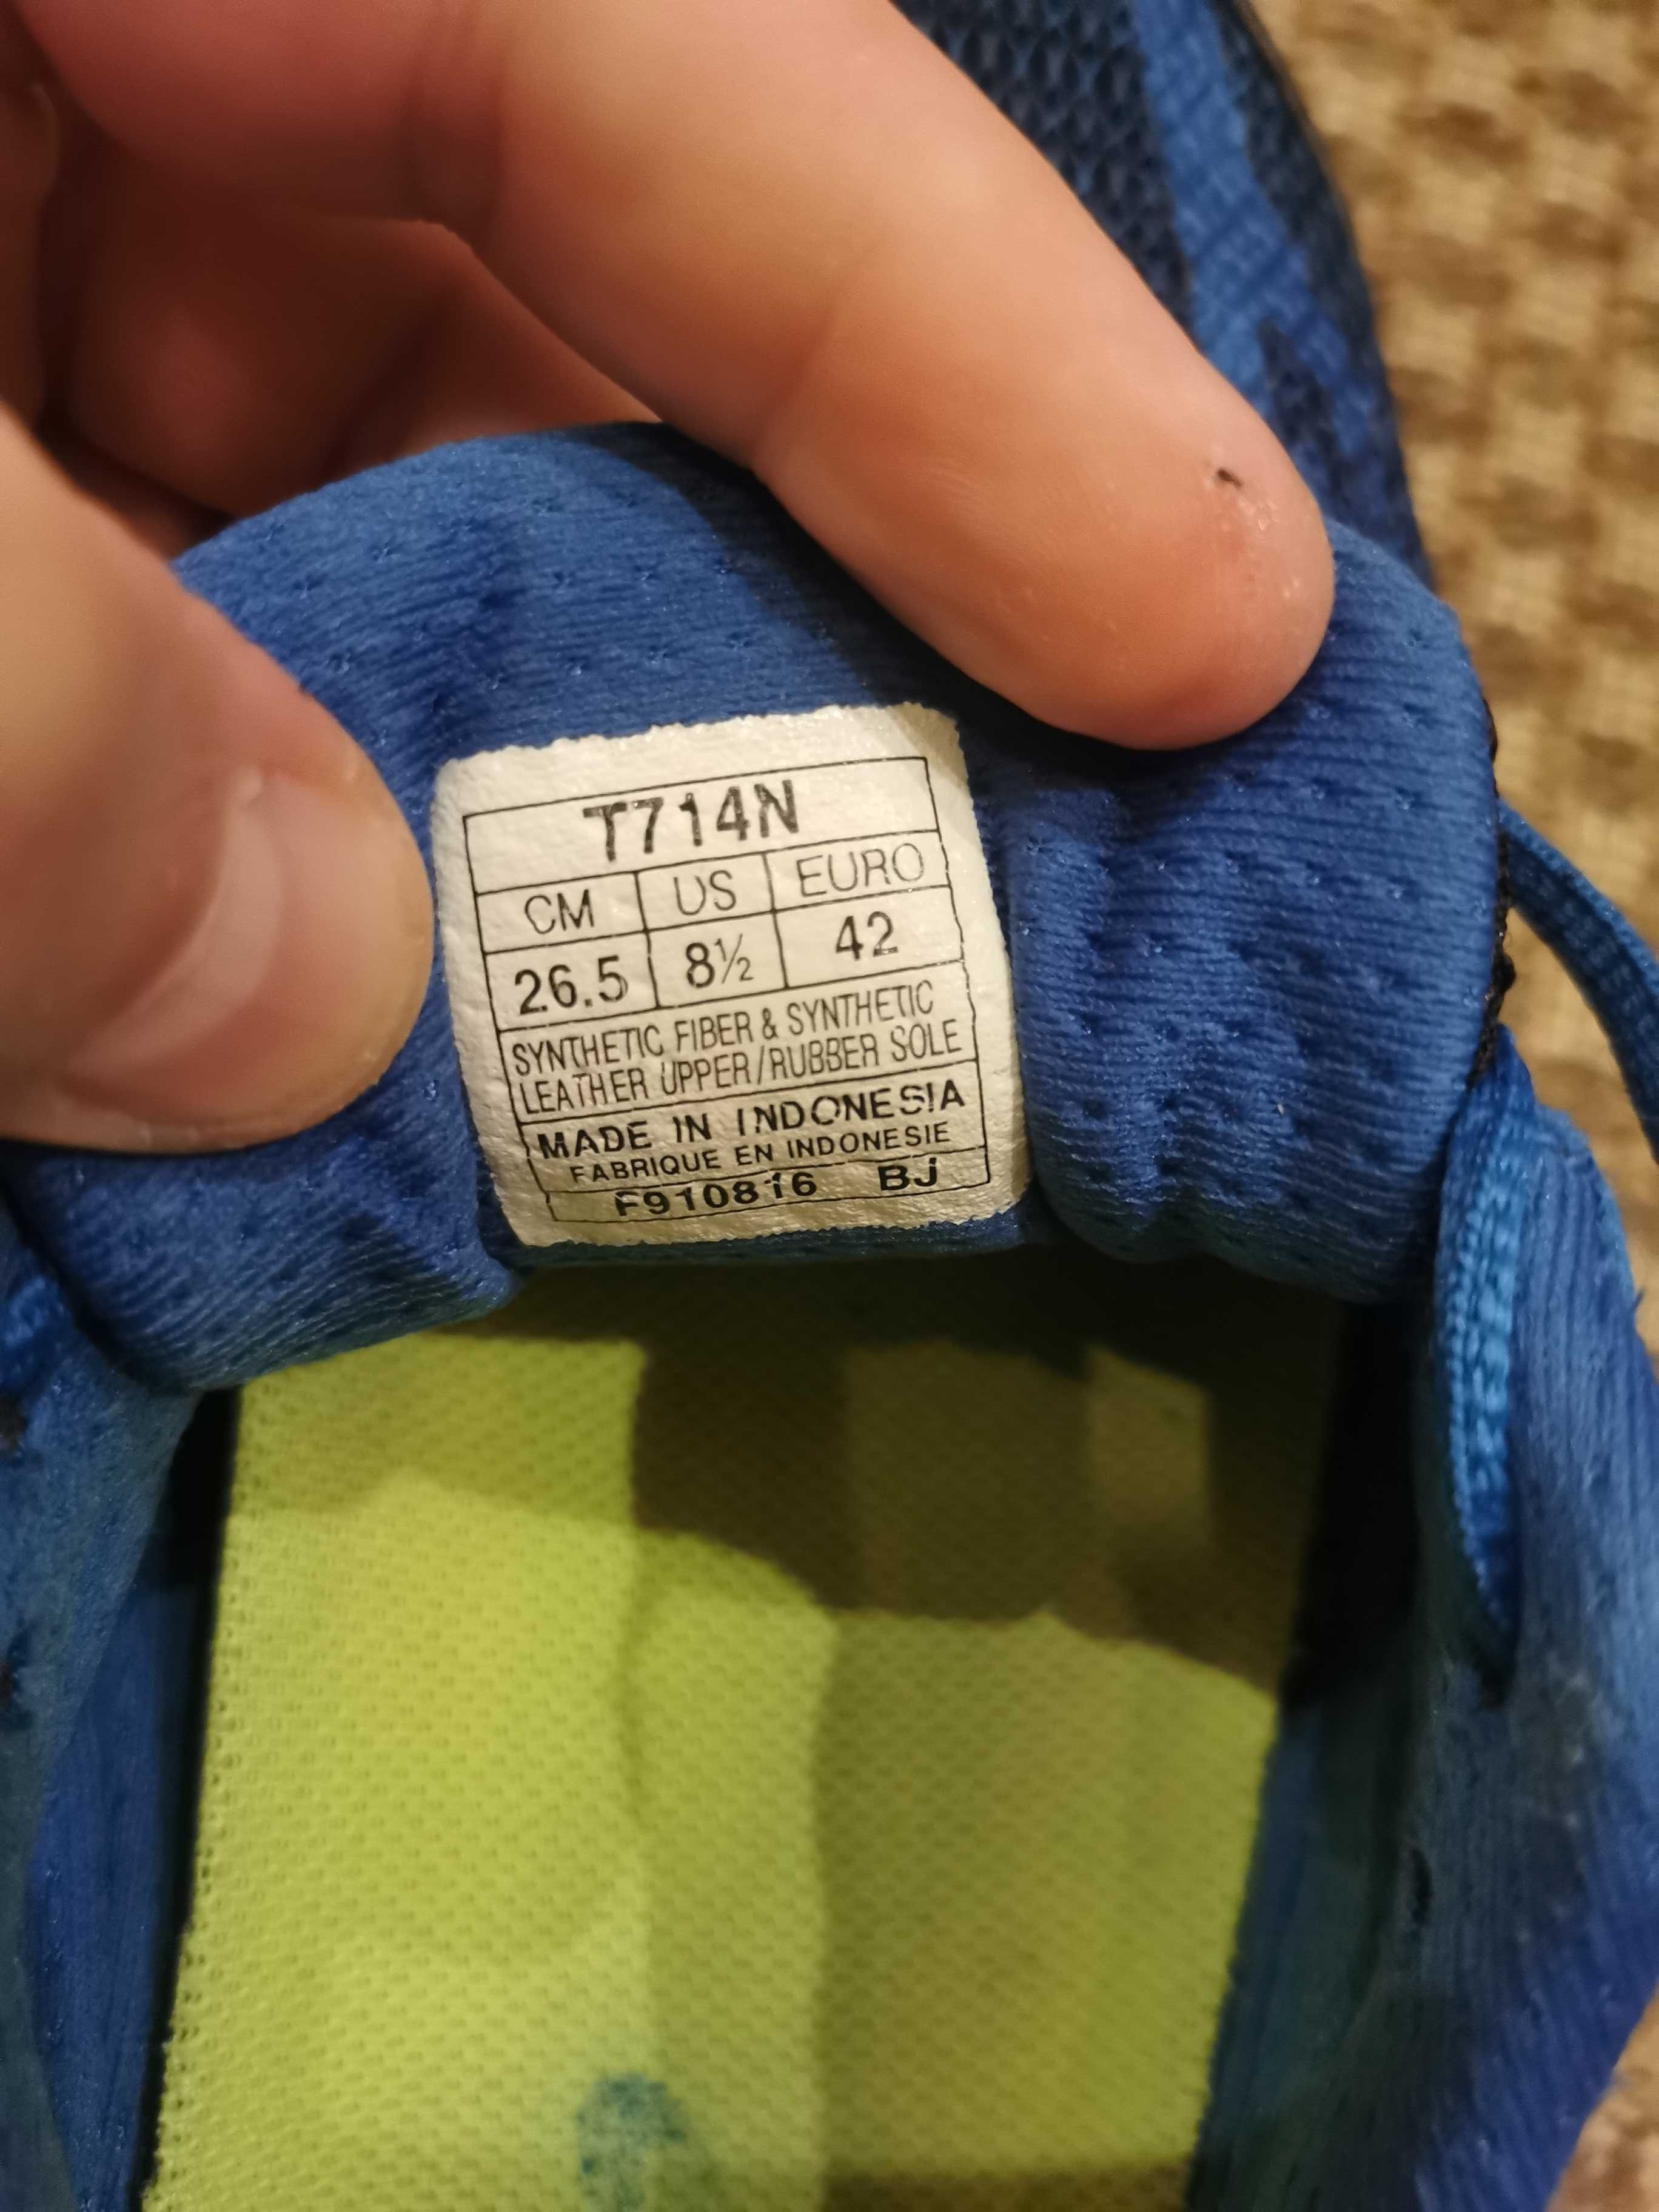 T714N
CM US EURO
26.5 8½ 42
SYNTHETIC FIBER & SYNTHETIC
LEATHER UPPER/RUBBER SOLE
MADE IN INDONESIA
FABRIQUE EN INDONESIE
F910816 BJ